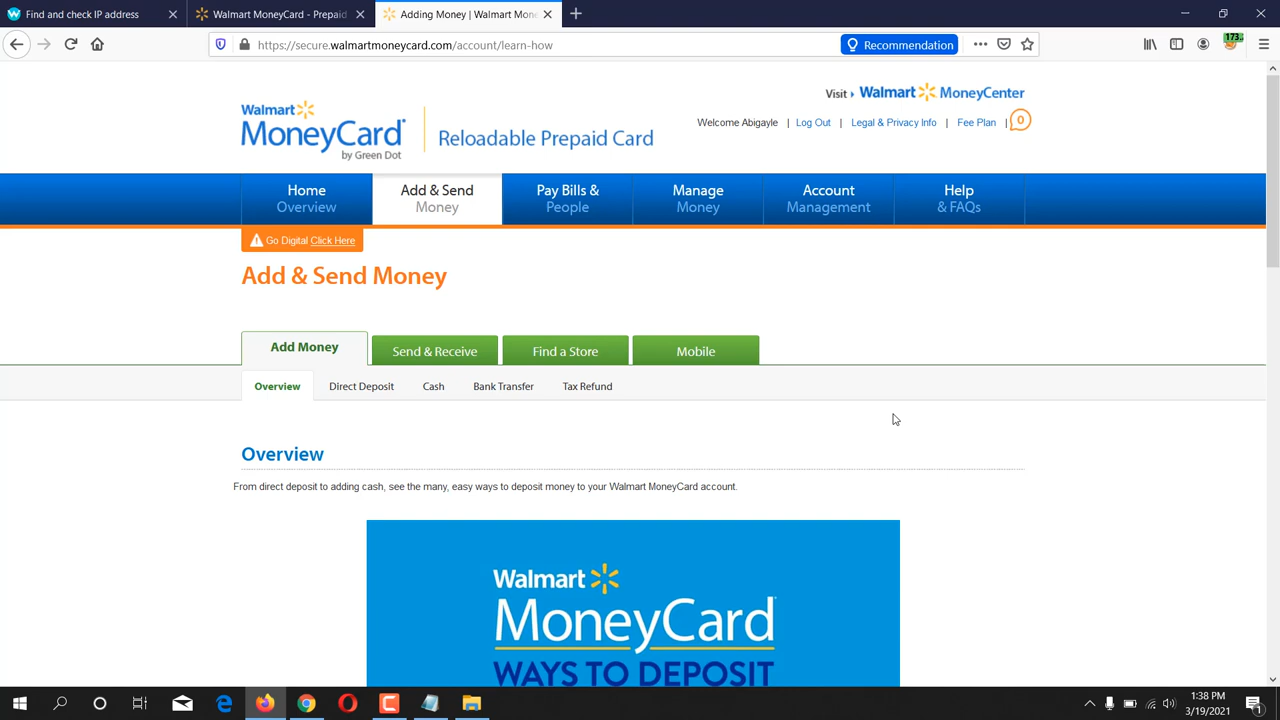 Find and check IP address
Walmart MoneyCard - Prepaid
Adding Money | Walmart Mone
https://secure.walmartmoneycard.com/account/learn-how
Recommendation
173..
Visit Walmart MoneyCenter
Walmart
MoneyCard
by Green Dot
Reloadable Prepaid Card
Welcome Abigayle | Log Out | Legal & Privacy Info | Fee Plan | 0
Home
Overview
Add & Send
Money
Pay Bills &
People
Manage
Money
Account
Management
Help
& FAQs
Go Digital Click Here
Add & Send Money
Add Money
Send & Receive
Find a Store
Mobile
Overview
Direct Deposit
Cash
Bank Transfer
Tax Refund
Overview
From direct deposit to adding cash, see the many, easy ways to deposit money to your Walmart MoneyCard account.
Walmart
MoneyCard
WAYS TO DEPOSIT
1:38 PM
3/19/2021
1